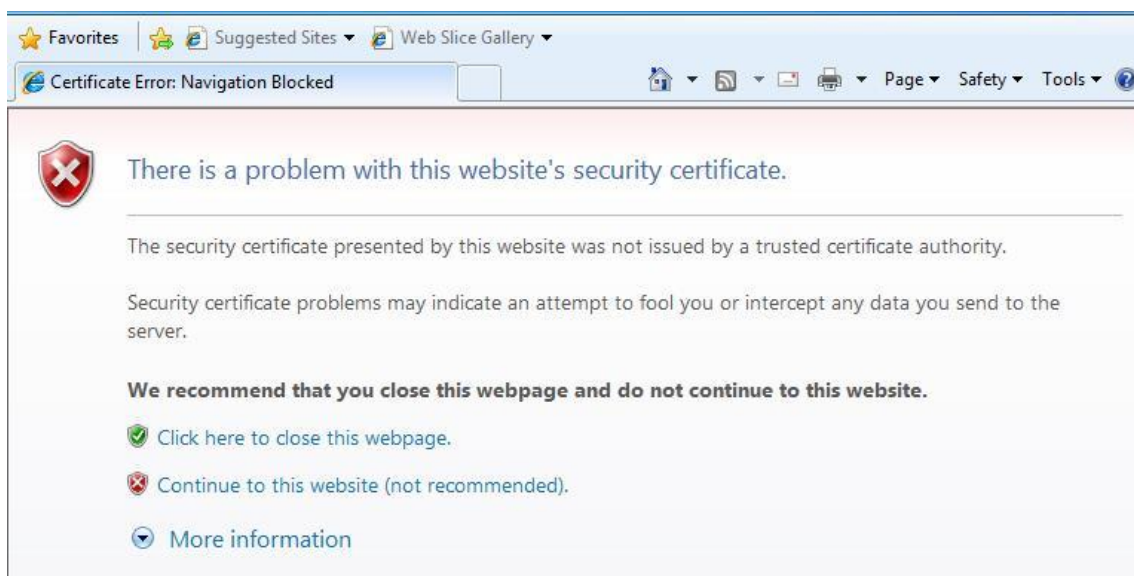 Favorites Suggested Sites Web Slice Gallery
Certificate Error: Navigation Blocked Page Safety Tools
There is a problem with this website's security certificate.
The security certificate presented by this website was not issued by a trusted certificate authority.
Security certificate problems may indicate an attempt to fool you or intercept any data you send to the
server.
We recommend that you close this webpage and do not continue to this website.
Click here to close this webpage.
Continue to this website (not recommended).
More information